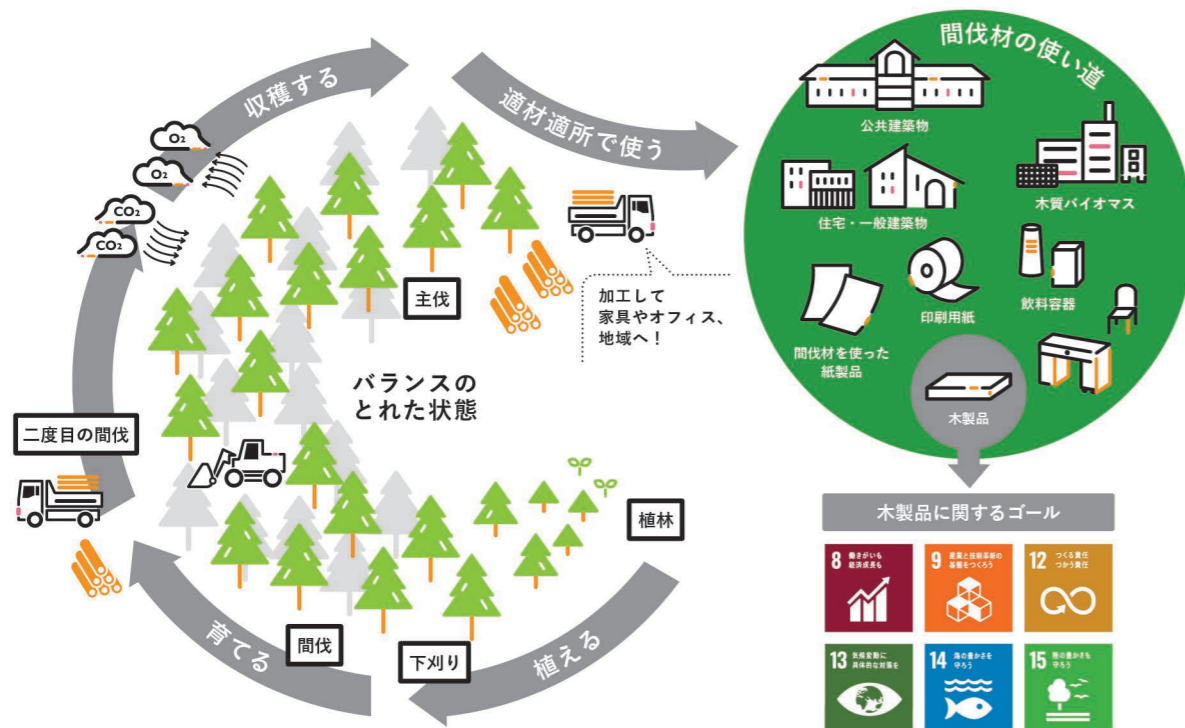 収穫する
適材適所で使う
O₂
O₂
CO₂
CO₂
主伐
加工して
家具やオフィス、
地域へ！
バランスの
とれた状態
二度目の間伐
植林
間伐
下刈り
育てる
植える
間伐材の使い道
公共建築物
木質バイオマス
住宅・一般建築物
飲料容器
印刷用紙
間伐材を使った
紙製品
木製品
木製品に関するゴール
8 働きがいも
経済成長も
9 産業と技術革新の
基盤をつくろう
12 つくる責任
つかう責任
13 気候変動に
具体的な対策を
14 海の豊かさを
守ろう
15 陸の豊かさも
守ろう